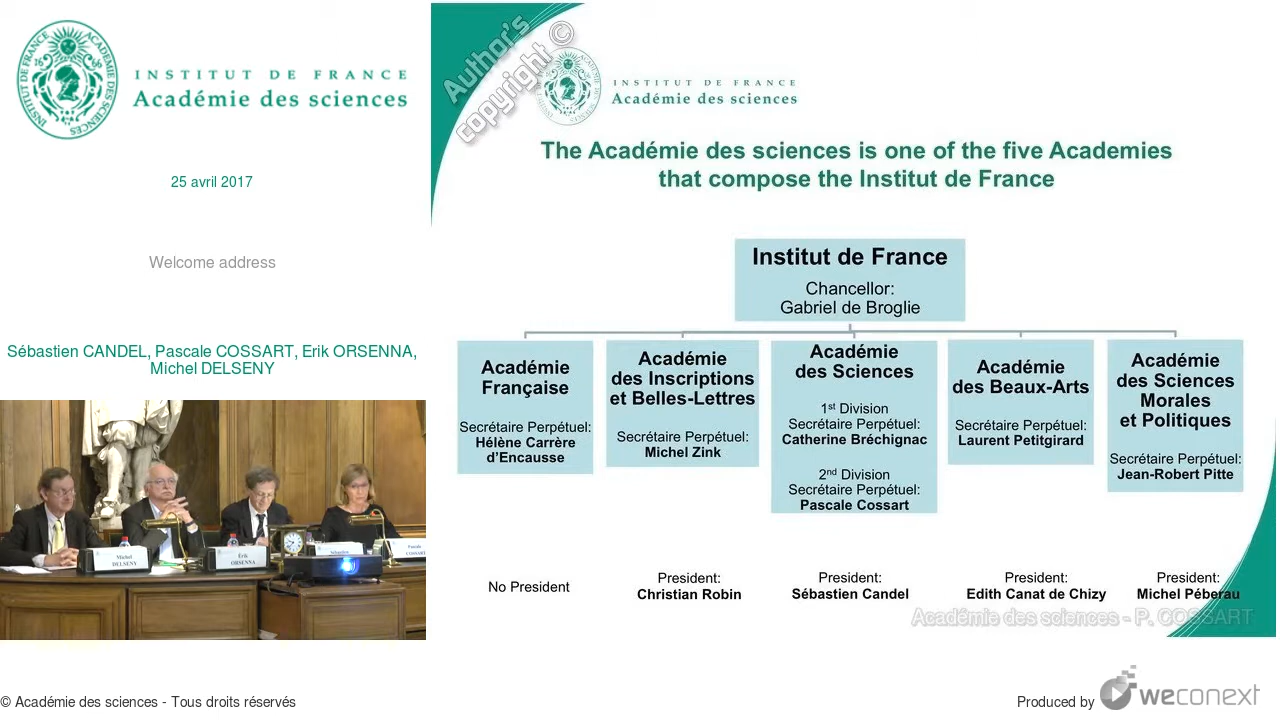 INSTITUT DE FRANCE
Académie des sciences
25 avril 2017
Welcome address
Sébastien CANDEL, Pascale COSSART, Erik ORSENNA,
Michel DELSENY
Michel
DELSENY
Erik
ORSENNA
Sébastien
Pascale
COSSART
Author's
copyright ©
INSTITUT DE FRANCE
Académie des sciences
The Académie des sciences is one of the five Academies
that compose the Institut de France
Institut de France
Chancellor:
Gabriel de Broglie
Académie
Française
Secrétaire Perpétuel:
Hélène Carrère
d'Encausse
Académie
des Inscriptions
et Belles-Lettres
Secrétaire Perpétuel:
Michel Zink
Académie
des Sciences
1st Division
Secrétaire Perpétuel:
Catherine Bréchignac
2nd Division
Secrétaire Perpétuel:
Pascale Cossart
Académie
des Beaux-Arts
Secrétaire Perpétuel:
Laurent Petitgirard
Académie
des Sciences
Morales
et Politiques
Secrétaire Perpétuel:
Jean-Robert Pitte
No President
President:
Christian Robin
President:
Sébastien Candel
President:
Edith Canat de Chizy
President:
Michel Péberau
Académie des sciences - P. COSSART
© Académie des sciences - Tous droits réservés
Produced by
weconext